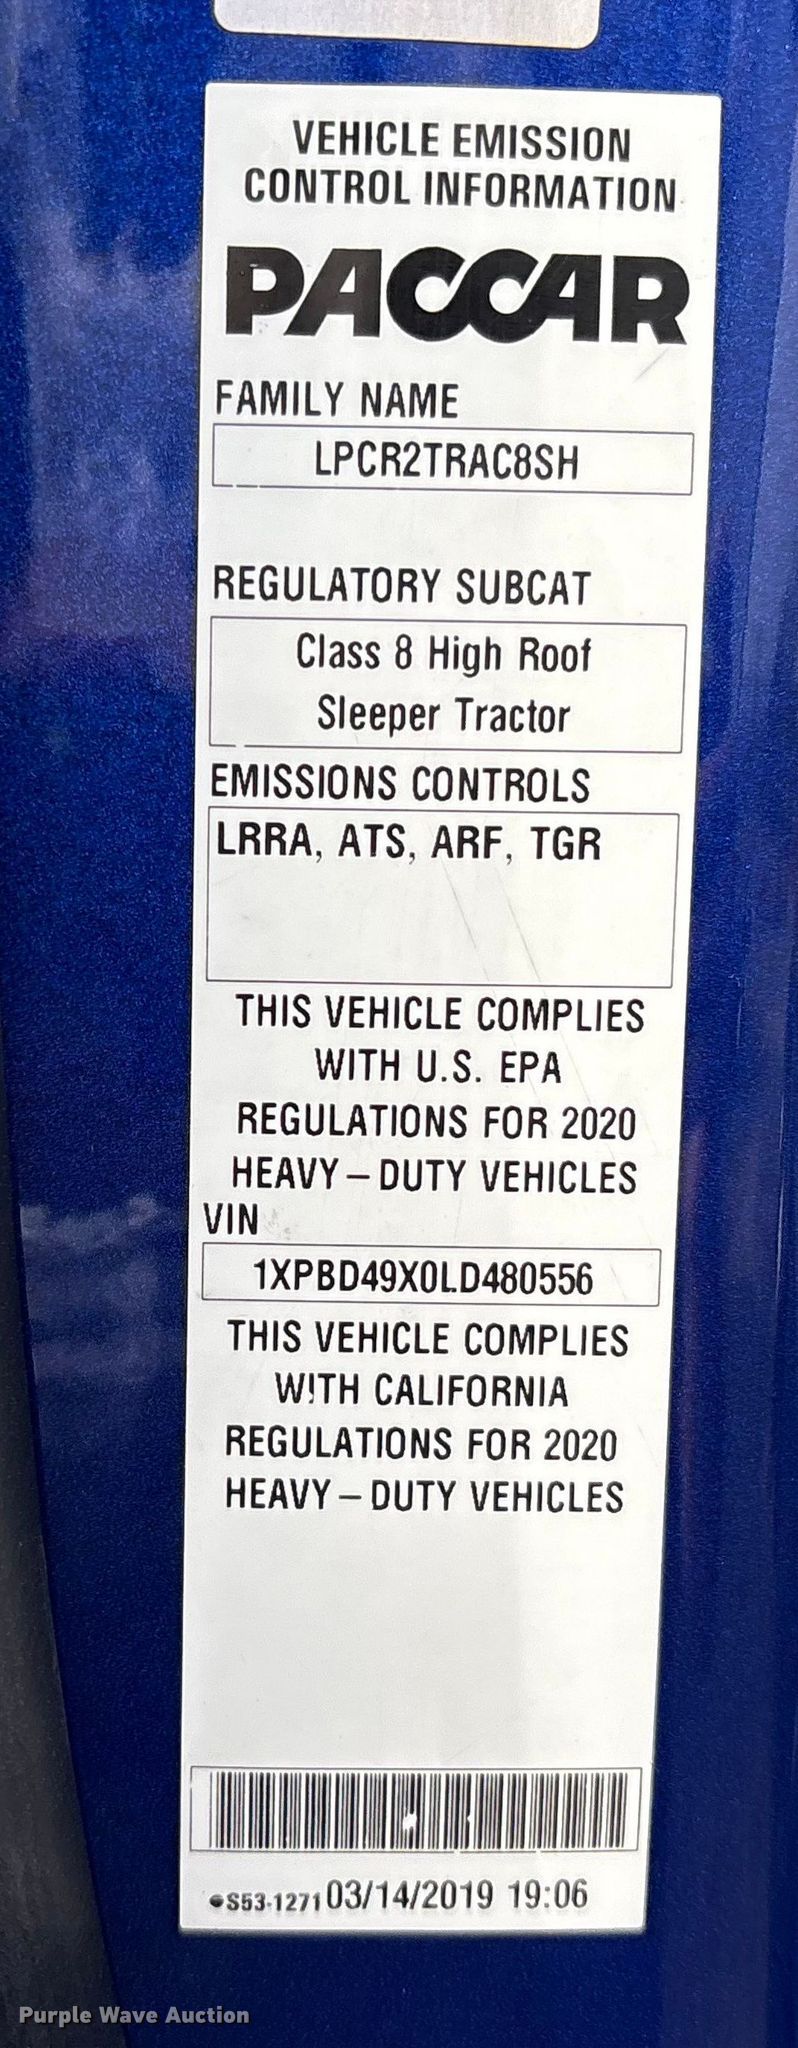 VEHICLE EMISSION
CONTROL INFORMATION
PACCAR
FAMILY NAME
LPCR2TRAC8SH
REGULATORY SUBCAT
Class 8 High Roof
Sleeper Tractor
EMISSIONS CONTROLS
LRRA, ATS, ARF, TGR
THIS VEHICLE COMPLIES
WITH U.S. EPA
REGULATIONS FOR 2020
HEAVY – DUTY VEHICLES
VIN
1XPBD49X0LD480556
THIS VEHICLE COMPLIES
WITH CALIFORNIA
REGULATIONS FOR 2020
HEAVY – DUTY VEHICLES
S53-1271 03/14/2019 19:06
Purple Wave Auction